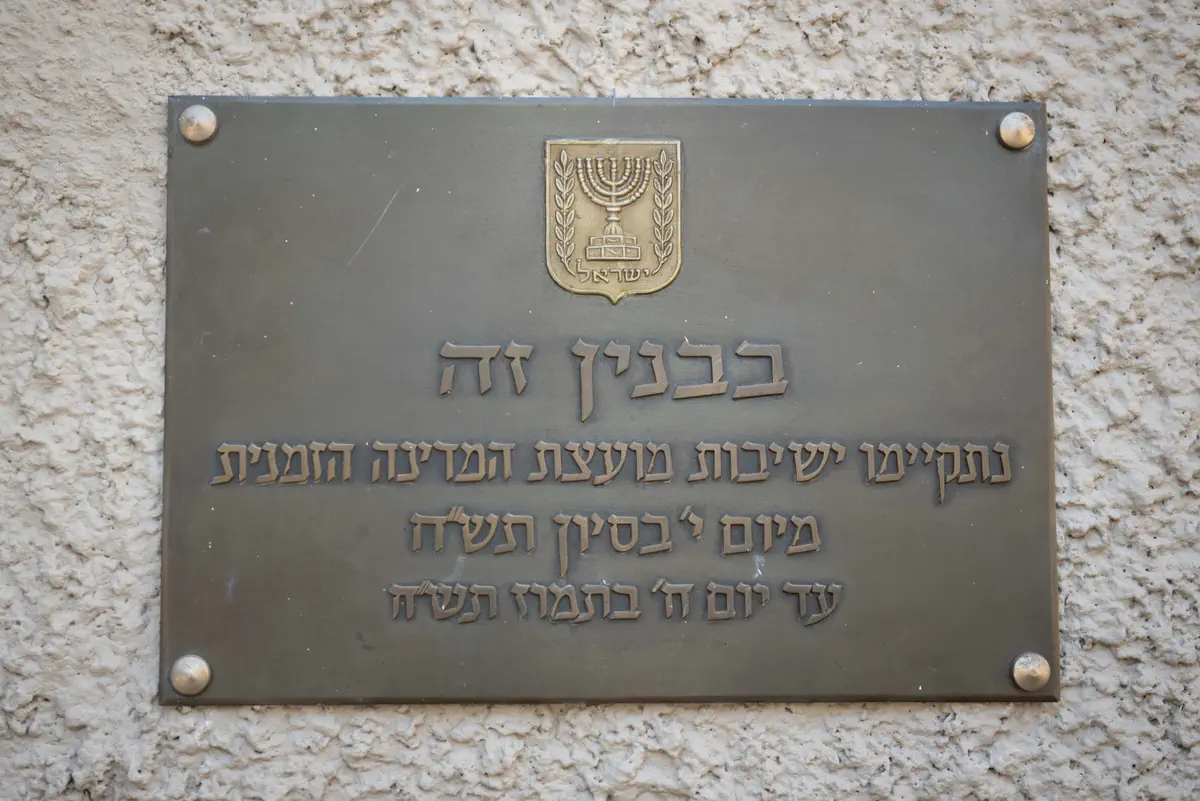 ישראל
בבנין זה
נתקיימו ישיבות מועצת המדינה הזמנית
מיום י' בסיון תש"ח
עד יום ח' בתמוז תש"ח